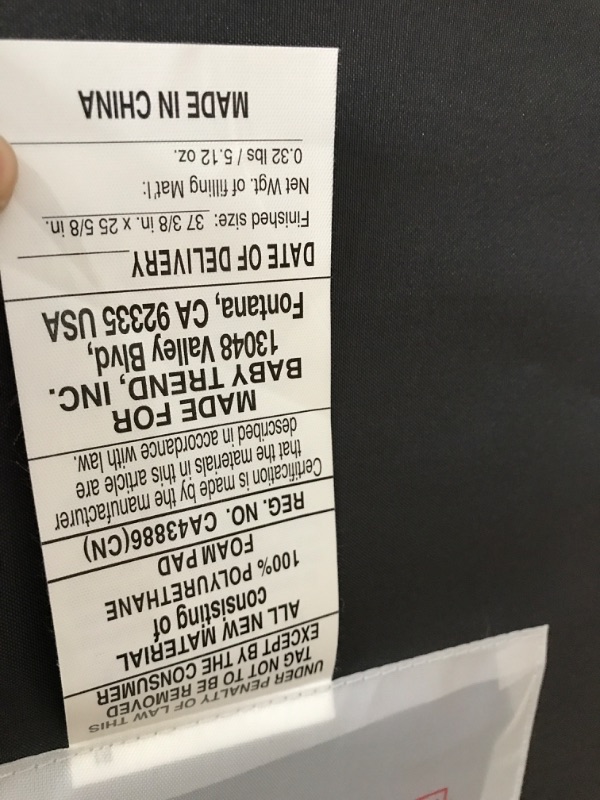 UNDER PENALTY OF LAW THIS
TAG NOT TO BE REMOVED
EXCEPT BY THE CONSUMER
ALL NEW MATERIAL
consisting of
100% POLYURETHANE
FOAM PAD
REG. NO. CA43886(CN)
Certification is made by the manufacturer
that the materials in this article are
described in accordance with law.
MADE FOR
BABY TREND, INC.
13048 Valley Blvd,
Fontana, CA 92335 USA
DATE OF DELIVERY
Finished size: 37 3/8 in. x 25 5/8 in.
Net Wgt. of filling Mat'l:
0.32 lbs / 5.12 oz.
MADE IN CHINA